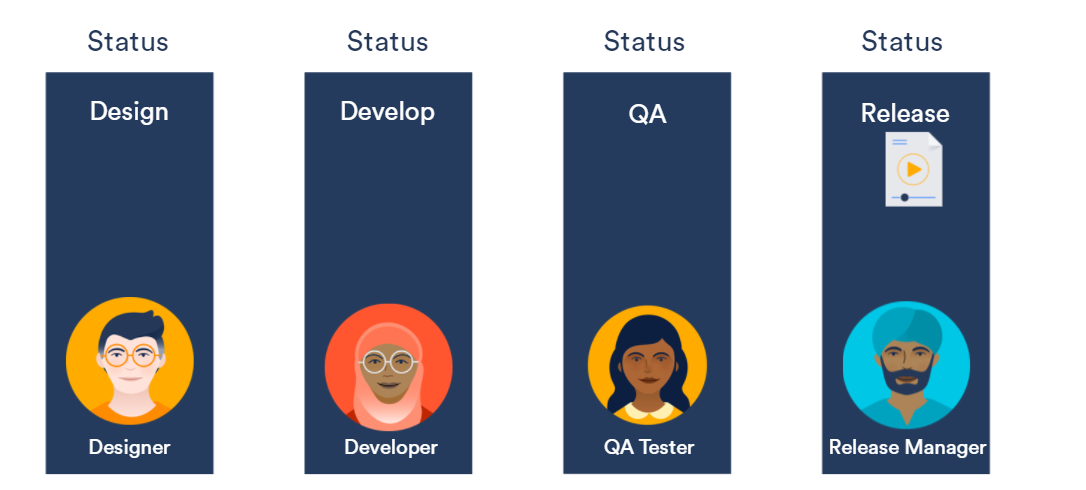 Status
Status
Status
Status
Design
Develop
QA
Release
Designer
Developer
QA Tester
Release Manager